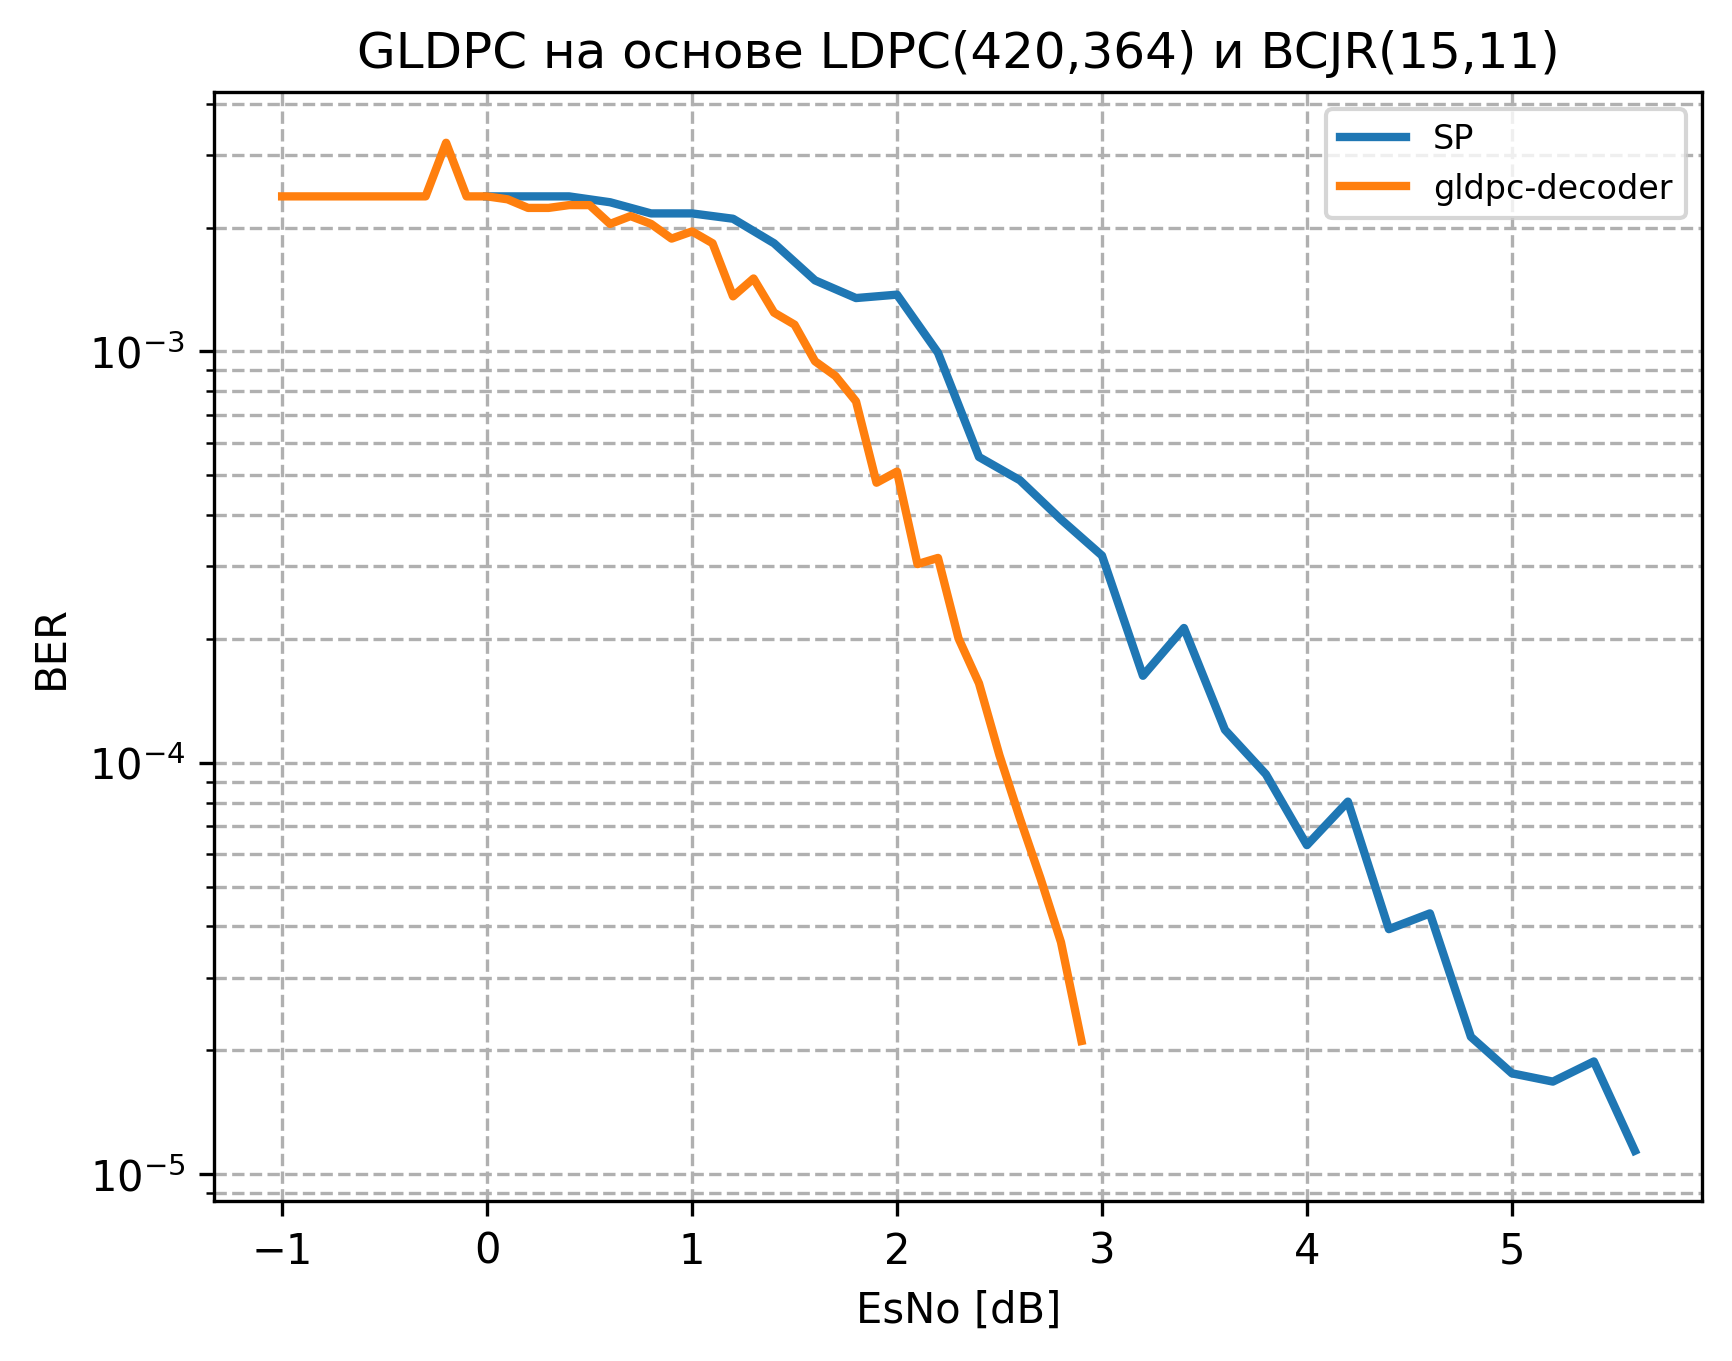 GLDPC на основе LDPC(420,364) и BCJR(15,11)
SP
gldpc-decoder
BER
10⁻³
10⁻⁴
10⁻⁵
−1 0 1 2 3 4 5
EsNo [dB]